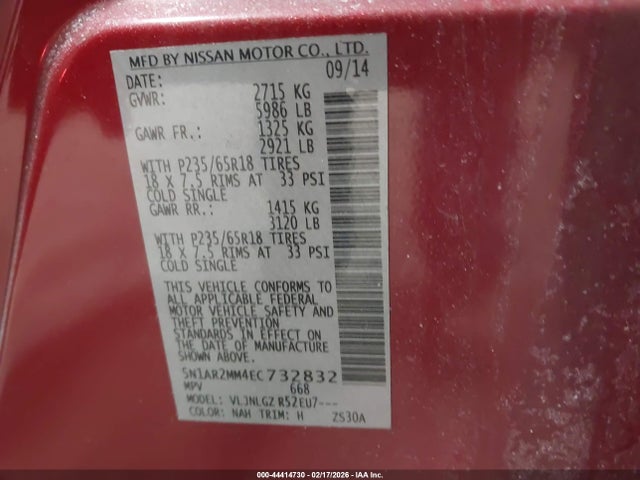 MFD BY NISSAN MOTOR CO., LTD.
DATE: 09/14
GVWR: 2715 KG
5986 LB
GAWR FR.: 1325 KG
2921 LB
WITH P235/65R18 TIRES
18 X 7.5 RIMS AT 33 PSI
COLD SINGLE
GAWR RR.: 1415 KG
3120 LB
WITH P235/65R18 TIRES
18 X 7.5 RIMS AT 33 PSI
COLD SINGLE
THIS VEHICLE CONFORMS TO
ALL APPLICABLE FEDERAL
MOTOR VEHICLE SAFETY AND
THEFT PREVENTION
STANDARDS IN EFFECT ON
THE DATE OF MANUFACTURE
SHOWN ABOVE.
5N1AR2MM4EC732832
MPV 668
MODEL: VLJNLGZ R52EU7---
COLOR: NAH TRIM: H ZS30A
000-44414730 - 02/17/2026 - IAA Inc.